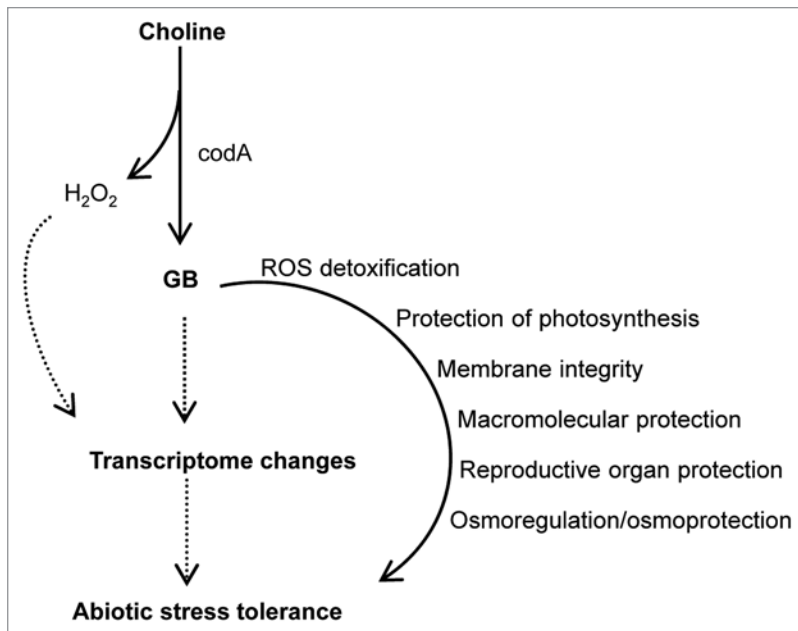 Choline
codA
H₂O₂
GB
ROS detoxification
Protection of photosynthesis
Membrane integrity
Macromolecular protection
Transcriptome changes
Reproductive organ protection
Osmoregulation/osmoprotection
Abiotic stress tolerance